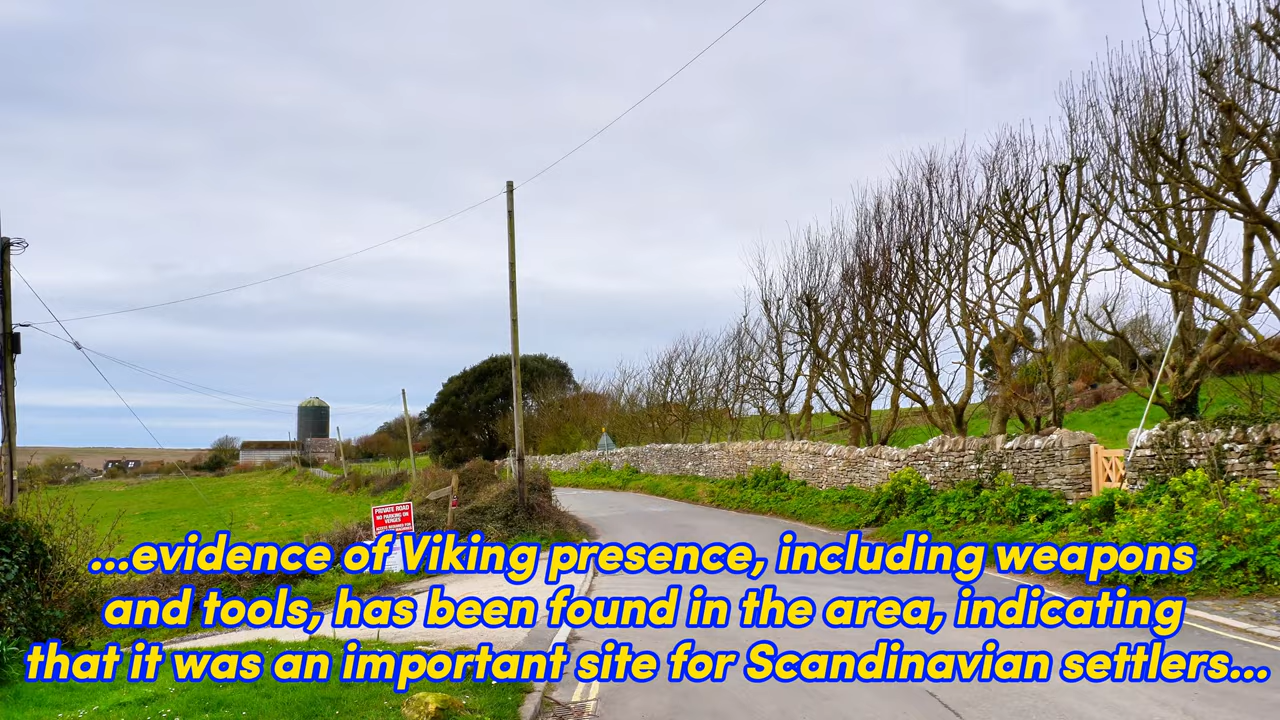 PRIVATE ROAD
NO PARKING ON
VERGES
...evidence of Viking presence, including weapons
and tools, has been found in the area, indicating
that it was an important site for Scandinavian settlers...